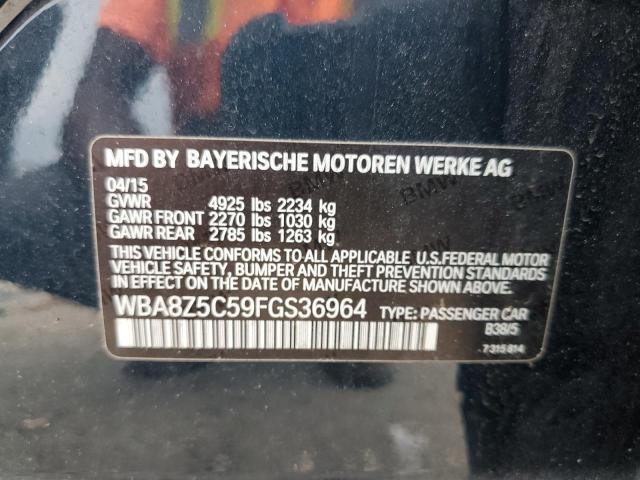 MFD BY BAYERISCHE MOTOREN WERKE AG
04/15
GVWR 4925 lbs 2234 kg
GAWR FRONT 2270 lbs 1030 kg
GAWR REAR 2785 lbs 1263 kg
THIS VEHICLE CONFORMS TO ALL APPLICABLE U.S.FEDERAL MOTOR
VEHICLE SAFETY, BUMPER AND THEFT PREVENTION STANDARDS
IN EFFECT ON THE DATE OF MANUFACTURE SHOWN ABOVE.
WBA8Z5C59FGS36964 TYPE: PASSENGER CAR
B38/5
7 315 814